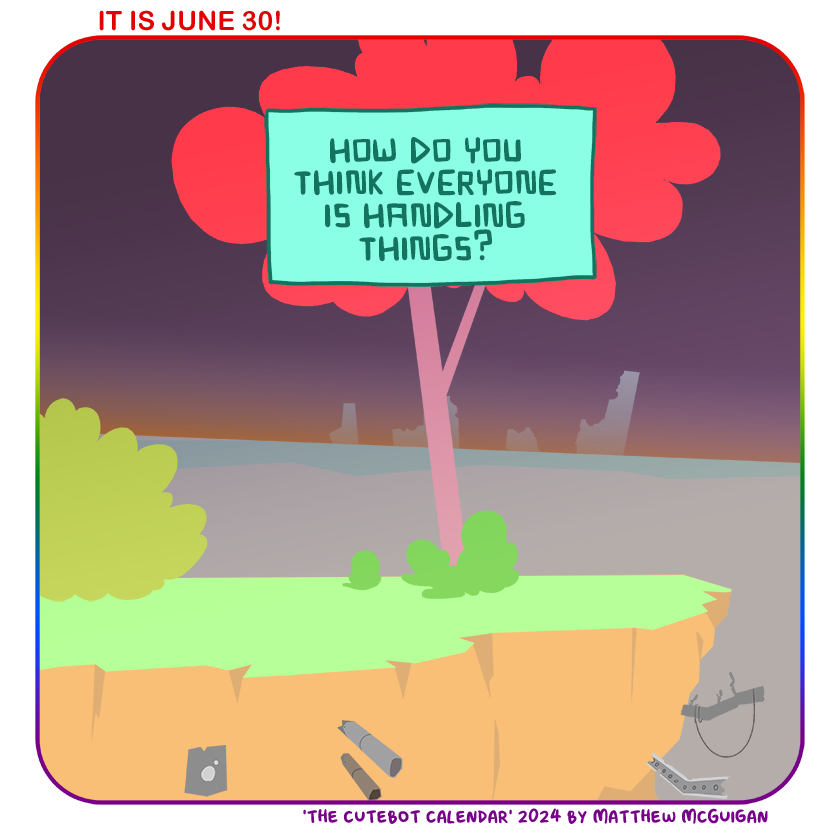 IT IS JUNE 30!
HOW DO YOU
THINK EVERYONE
IS HANDLING
THINGS?
'THE CUTEBOT CALENDAR' 2024 BY MATTHEW MCGUIGAN